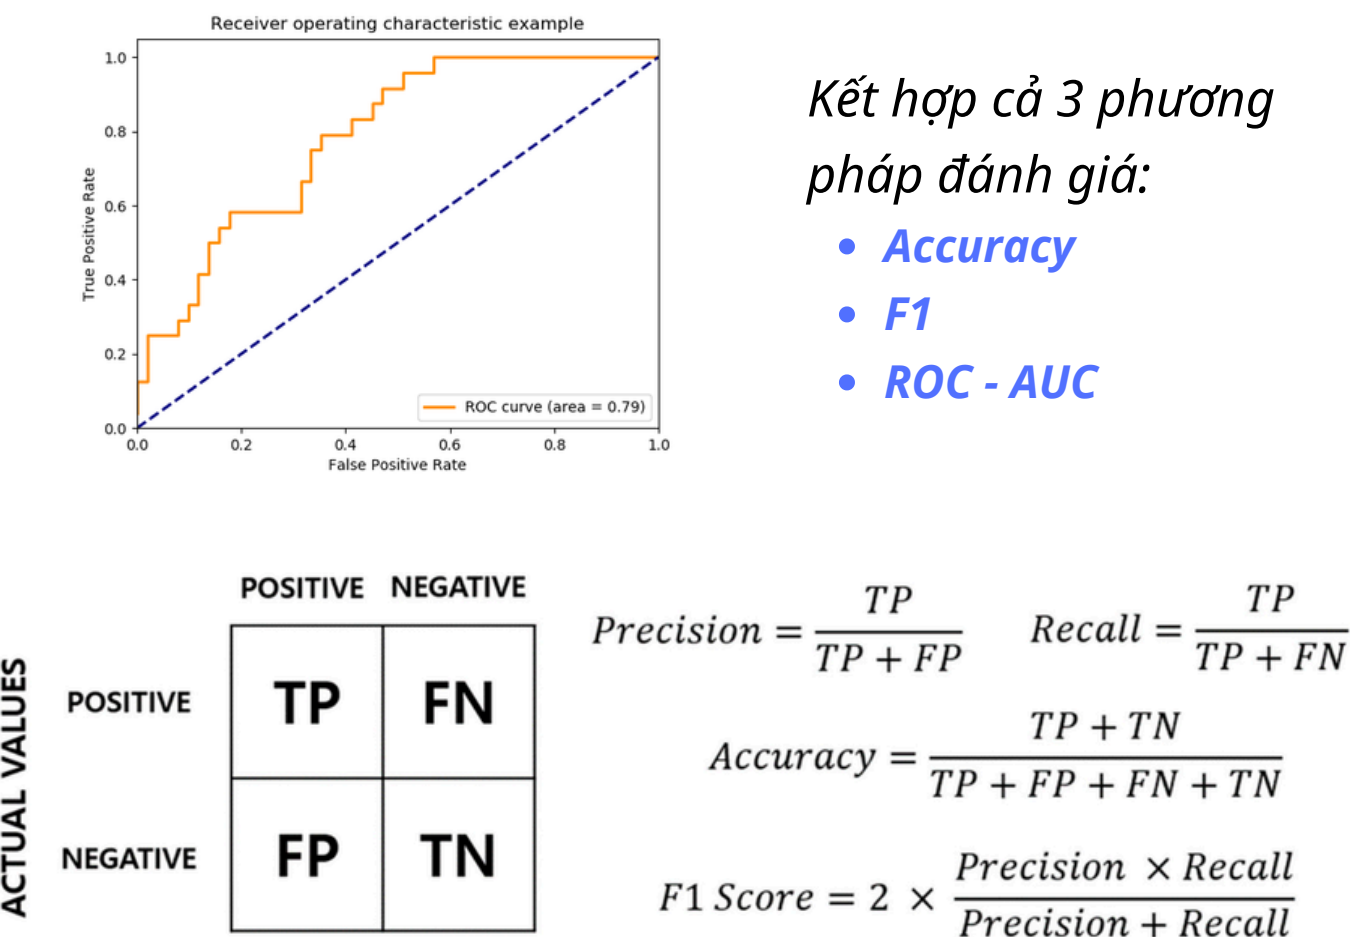 Receiver operating characteristic example
1.0
0.8
0.6
0.4
0.2
0.0
True Positive Rate
0.0 0.2 0.4 0.6 0.8 1.0
False Positive Rate
ROC curve (area = 0.79)
Kết hợp cả 3 phương
pháp đánh giá:
• Accuracy
• F1
• ROC - AUC
POSITIVE NEGATIVE
ACTUAL VALUES
POSITIVE TP FN
NEGATIVE FP TN
Precision = TP / (TP + FP)
Recall = TP / (TP + FN)
Accuracy = (TP + TN) / (TP + FP + FN + TN)
F1 Score = 2 × (Precision × Recall) / (Precision + Recall)